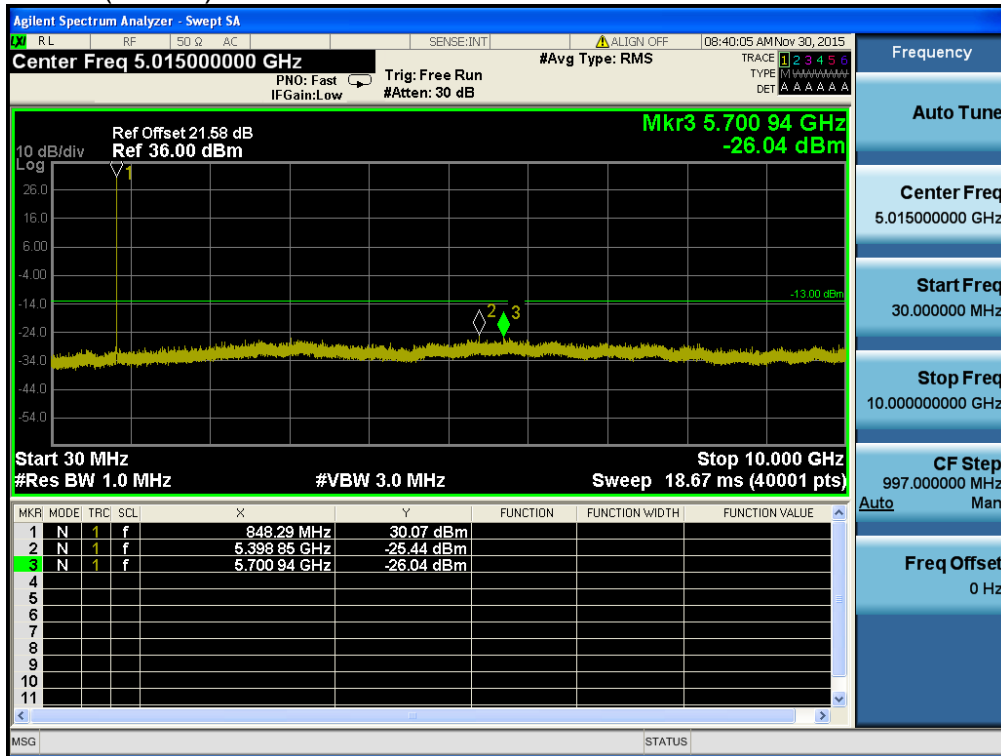 Agilent Spectrum Analyzer - Swept SA
LXI RL RF 50 Ω AC SENSE:INT ALIGN OFF 08:40:05 AM Nov 30, 2015
Center Freq 5.015000000 GHz #Avg Type: RMS TRACE 1 2 3 4 5 6
PNO: Fast Trig: Free Run TYPE M WWWWW
IFGain:Low #Atten: 30 dB DET A A A A A A
Ref Offset 21.58 dB Mkr3 5.700 94 GHz
10 dB/div Ref 36.00 dBm -26.04 dBm
Log
1
26.0
16.0
6.00
-4.00
-13.00 dBm
-14.0
2 3
-24.0
-34.0
-44.0
-54.0
Start 30 MHz Stop 10.000 GHz
#Res BW 1.0 MHz #VBW 3.0 MHz Sweep 18.67 ms (40001 pts)
MKR MODE TRC SCL X Y FUNCTION FUNCTION WIDTH FUNCTION VALUE
1 N 1 f 848.29 MHz 30.07 dBm
2 N 1 f 5.398 85 GHz -25.44 dBm
3 N 1 f 5.700 94 GHz -26.04 dBm
4
5
6
7
8
9
10
11
MSG STATUS
Frequency
Auto Tune
Center Freq
5.015000000 GHz
Start Freq
30.000000 MHz
Stop Freq
10.000000000 GHz
CF Step
997.000000 MHz
Auto Man
Freq Offset
0 Hz